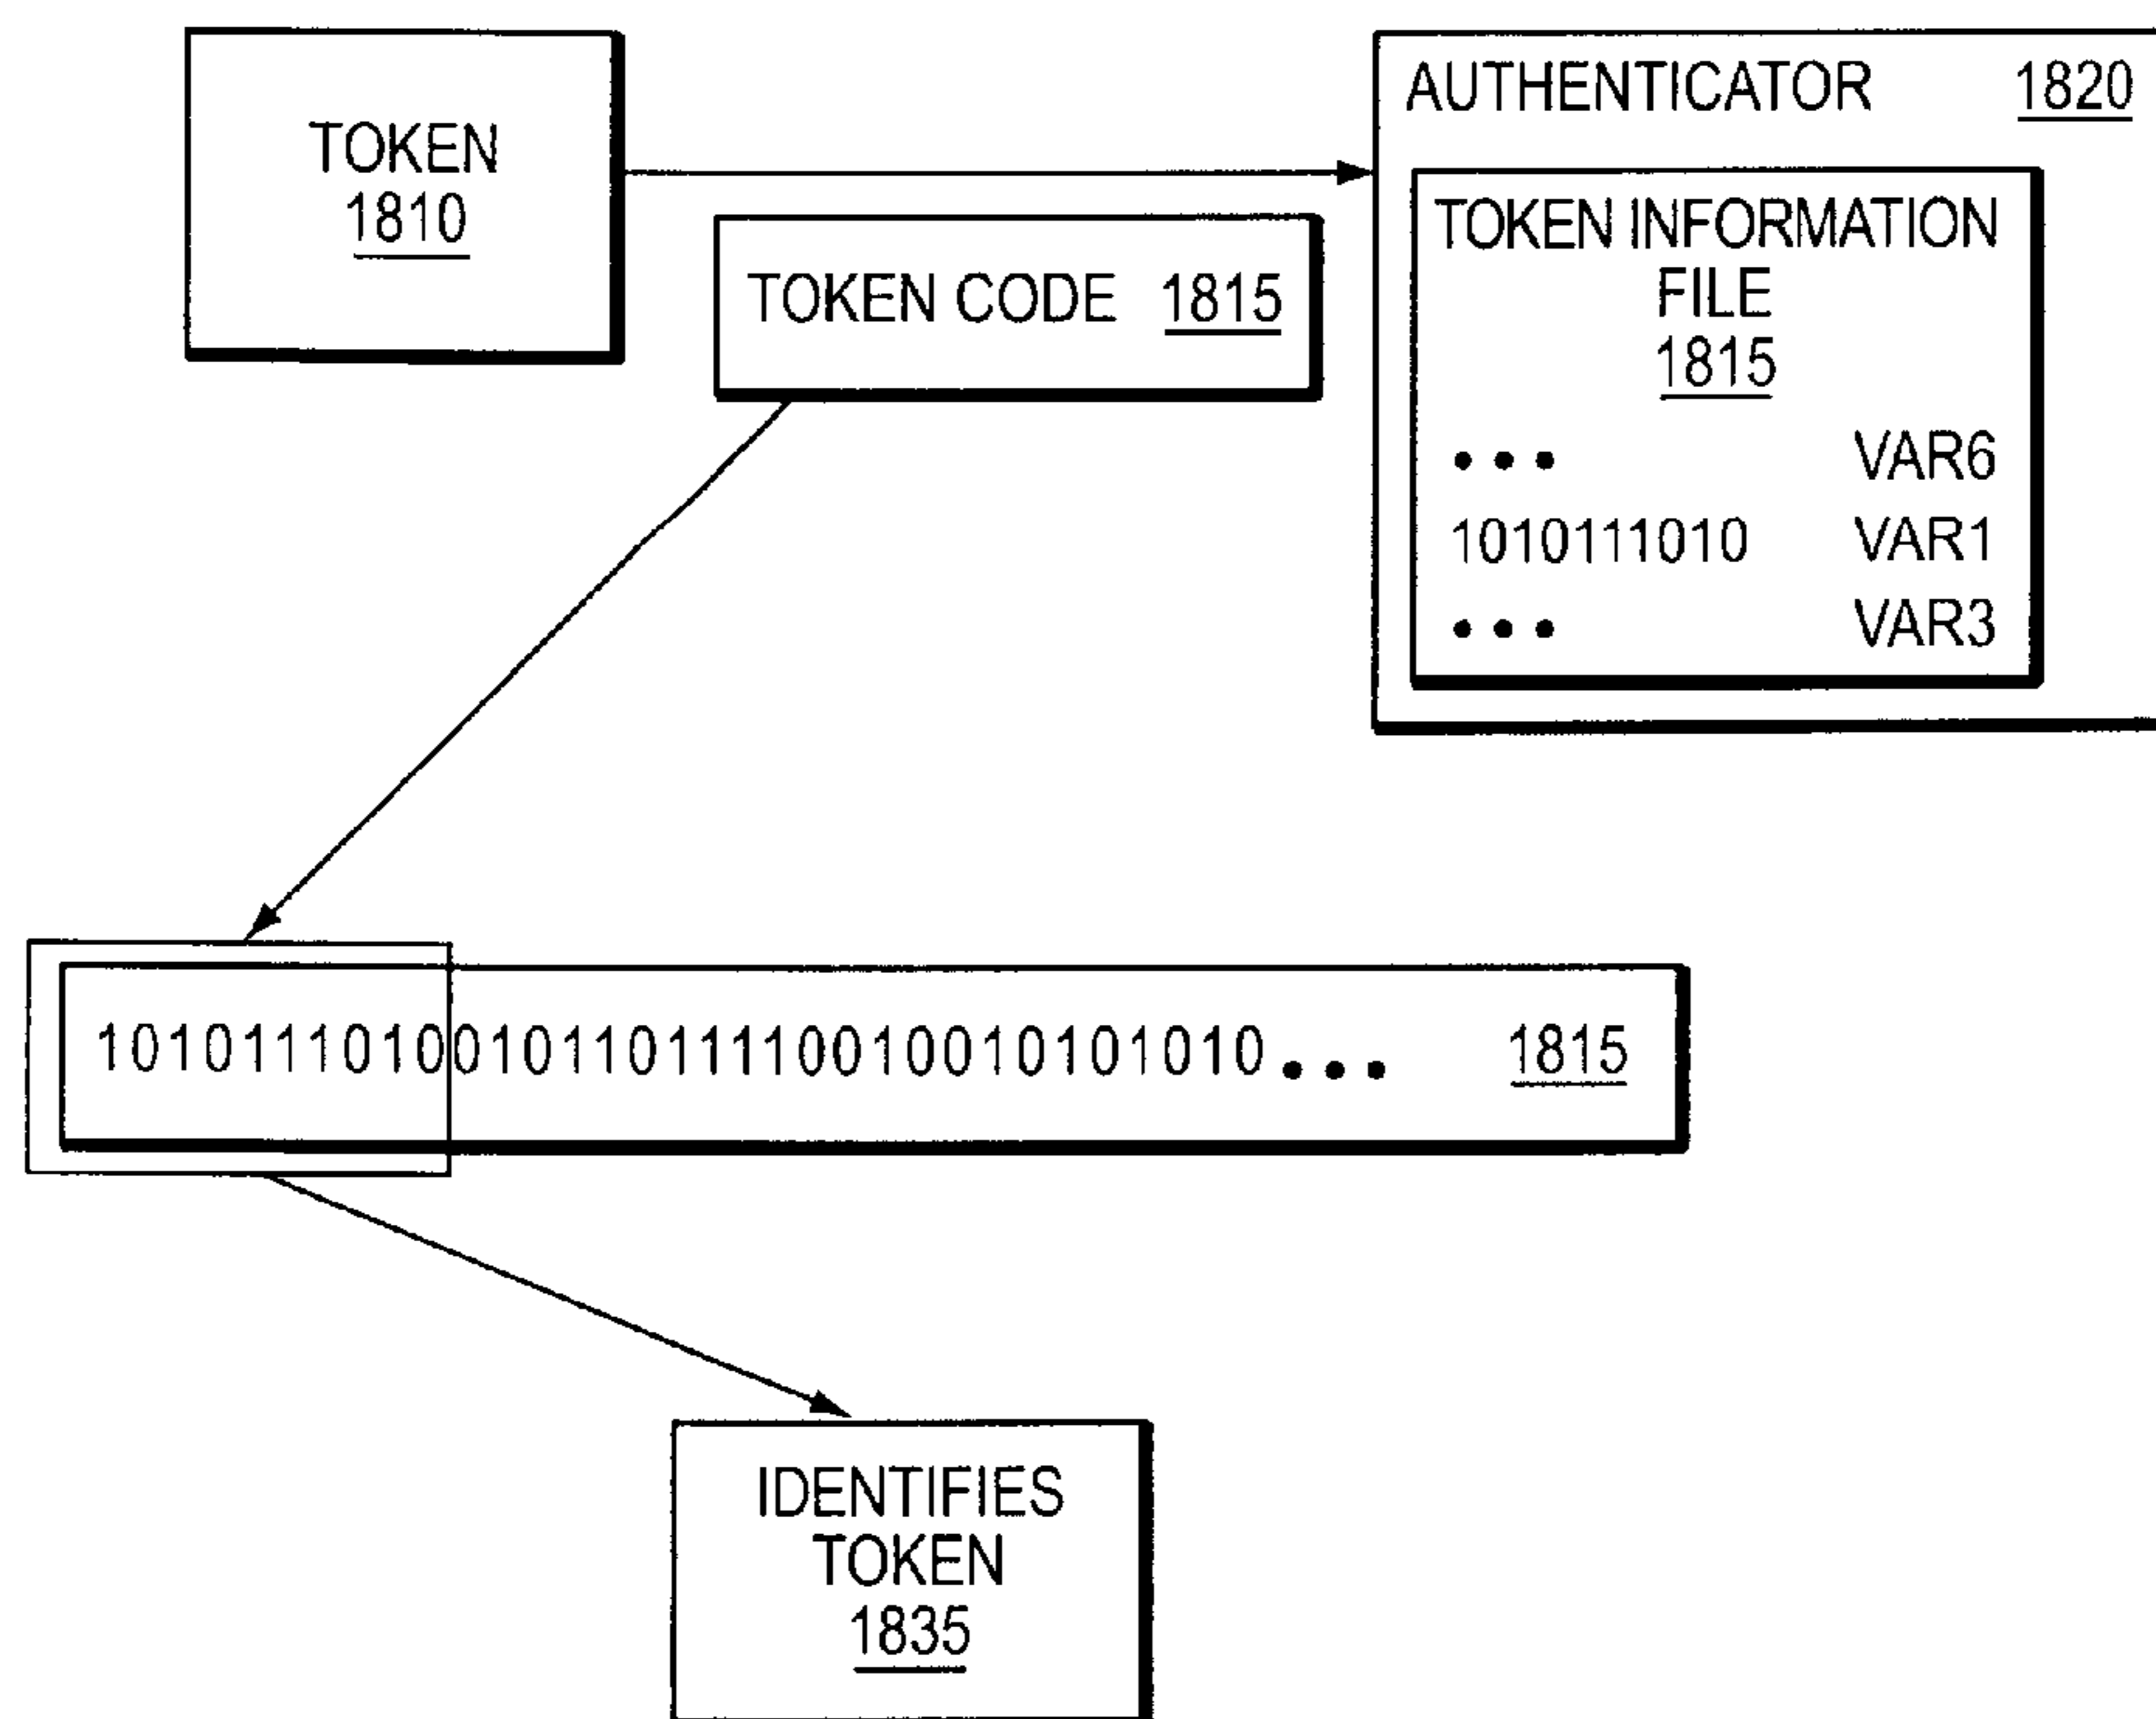 TOKEN
1810
TOKEN CODE 1815
AUTHENTICATOR 1820
TOKEN INFORMATION
FILE
1815
••• VAR6
1010111010 VAR1
••• VAR3
101011101001011011110010010101010••• 1815
IDENTIFIES
TOKEN
1835